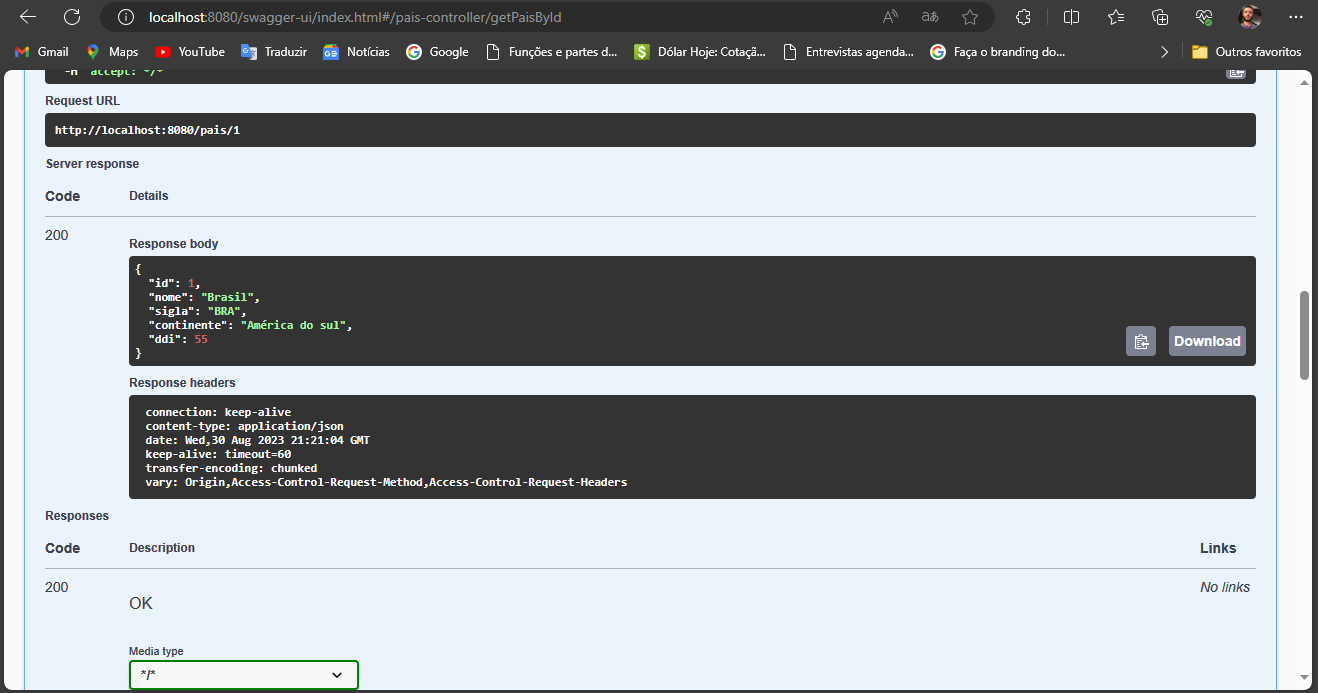 localhost:8080/swagger-ui/index.html#/pais-controller/getPaisById
Gmail Maps YouTube Traduzir Notícias Google Funções e partes d... Dólar Hoje: Cotaçã... Entrevistas agenda... Faça o branding do... Outros favoritos
-H 'accept: */*'
Request URL
http://localhost:8080/pais/1
Server response
Code Details
200
Response body
{
"id": 1,
"nome": "Brasil",
"sigla": "BRA",
"continente": "América do sul",
"ddi": 55
}
Download
Response headers
connection: keep-alive
content-type: application/json
date: Wed,30 Aug 2023 21:21:04 GMT
keep-alive: timeout=60
transfer-encoding: chunked
vary: Origin,Access-Control-Request-Method,Access-Control-Request-Headers
Responses
Code Description Links
200 No links
OK
Media type
*/*